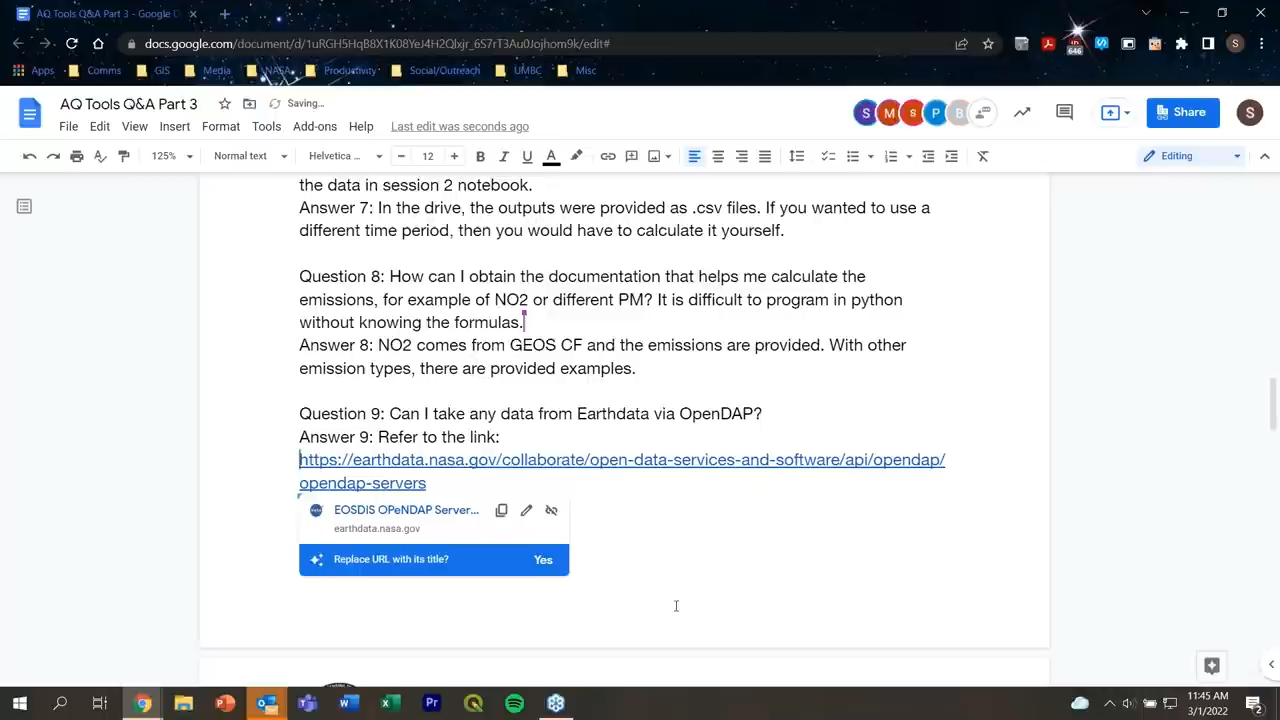 AQ Tools Q&A Part 3 - Google D
docs.google.com/document/d/1uRGH5HqB8X1K08YeJ4H2QIxjr_6S7rT3Au0Jojhom9k/edit#
646
S
Apps
Comms
GIS
Media
NASA
Productivity
Social/Outreach
UMBC
Misc
AQ Tools Q&A Part 3
Saving...
S M S P B
Share
S
File Edit View Insert Format Tools Add-ons Help Last edit was seconds ago
125% Normal text Helvetica ... 12 B I U A Editing
the data in session 2 notebook.
Answer 7: In the drive, the outputs were provided as .csv files. If you wanted to use a
different time period, then you would have to calculate it yourself.
Question 8: How can I obtain the documentation that helps me calculate the
emissions, for example of NO2 or different PM? It is difficult to program in python
without knowing the formulas.
Answer 8: NO2 comes from GEOS CF and the emissions are provided. With other
emission types, there are provided examples.
Question 9: Can I take any data from Earthdata via OpenDAP?
Answer 9: Refer to the link:
https://earthdata.nasa.gov/collaborate/open-data-services-and-software/api/opendap/
opendap-servers
EOSDIS OPeNDAP Server...
earthdata.nasa.gov
Replace URL with its title? Yes
11:45 AM
3/1/2022
2